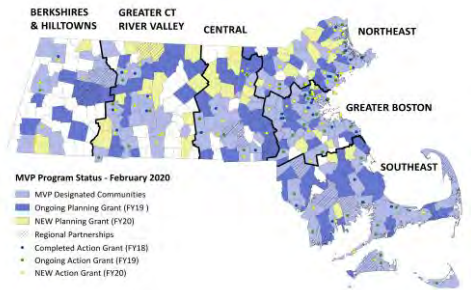 BERKSHIRES
& HILLTOWNS
GREATER CT
RIVER VALLEY
CENTRAL
NORTHEAST
GREATER BOSTON
SOUTHEAST
MVP Program Status - February 2020
MVP Designated Communities
Ongoing Planning Grant (FY19 )
NEW Planning Grant (FY20)
Regional Partnerships
Completed Action Grant (FY18)
Ongoing Action Grant (FY19)
NEW Action Grant (FY20)